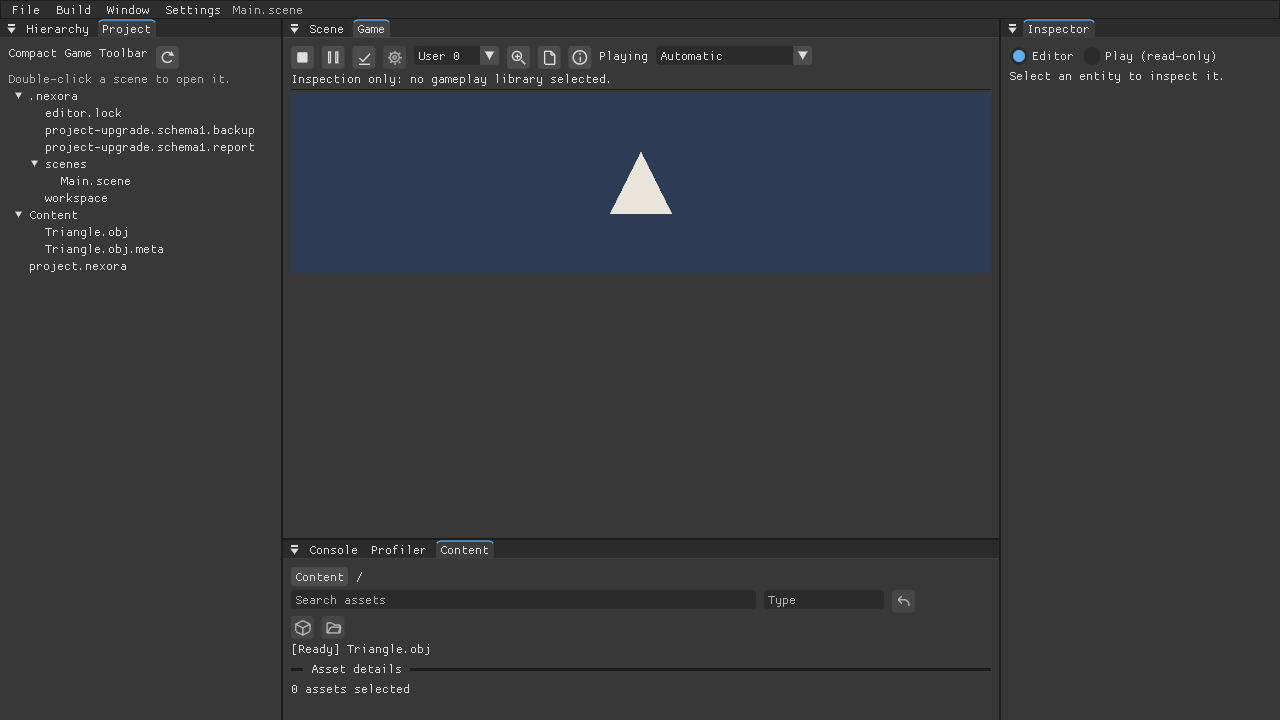 File Build Window Settings Main.scene
Hierarchy Project
Compact Game Toolbar
Double-click a scene to open it.
.nexora
editor.lock
project-upgrade.schema1.backup
project-upgrade.schema1.report
scenes
Main.scene
workspace
Content
Triangle.obj
Triangle.obj.meta
project.nexora
Scene Game
User 0 Playing Automatic
Inspection only: no gameplay library selected.
Console Profiler Content
Content /
Search assets Type
[Ready] Triangle.obj
Asset details
0 assets selected
Inspector
Editor Play (read-only)
Select an entity to inspect it.